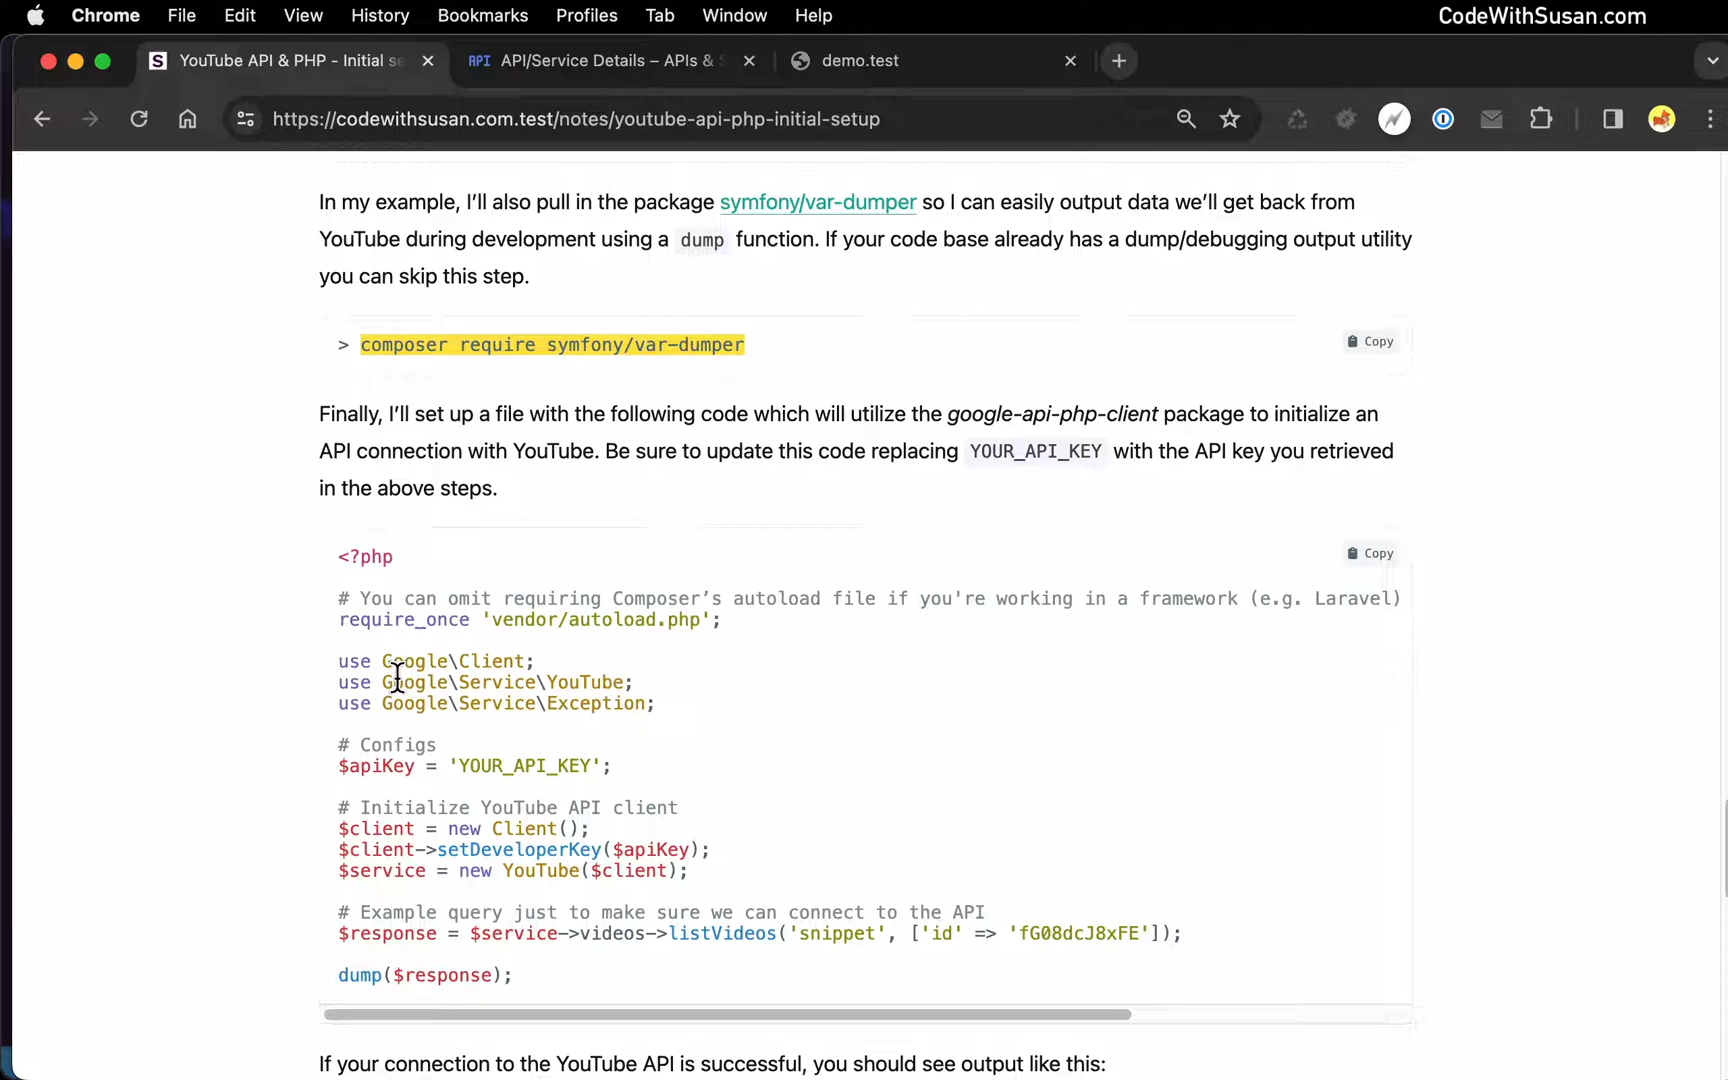 Chrome File Edit View History Bookmarks Profiles Tab Window Help CodeWithSusan.com
S YouTube API & PHP - Initial se API API/Service Details – APIs & S demo.test
https://codewithsusan.com.test/notes/youtube-api-php-initial-setup
In my example, I’ll also pull in the package symfony/var-dumper so I can easily output data we’ll get back from
YouTube during development using a dump function. If your code base already has a dump/debugging output utility
you can skip this step.
> composer require symfony/var-dumper
Copy
Finally, I’ll set up a file with the following code which will utilize the google-api-php-client package to initialize an
API connection with YouTube. Be sure to update this code replacing YOUR_API_KEY with the API key you retrieved
in the above steps.
<?php
Copy
# You can omit requiring Composer’s autoload file if you're working in a framework (e.g. Laravel)
require_once 'vendor/autoload.php';
use Google\Client;
use Google\Service\YouTube;
use Google\Service\Exception;
# Configs
$apiKey = 'YOUR_API_KEY';
# Initialize YouTube API client
$client = new Client();
$client->setDeveloperKey($apiKey);
$service = new YouTube($client);
# Example query just to make sure we can connect to the API
$response = $service->videos->listVideos('snippet', ['id' => 'fG08dcJ8xFE']);
dump($response);
If your connection to the YouTube API is successful, you should see output like this: